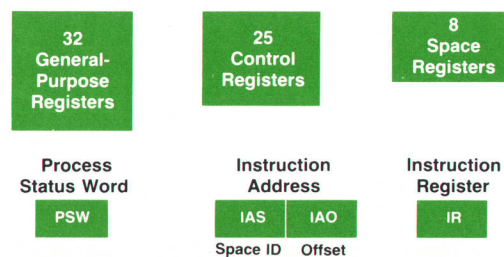 32
General-
Purpose
Registers
25
Control
Registers
8
Space
Registers
Process
Status Word
PSW
Instruction
Address
IAS IAO
Space ID Offset
Instruction
Register
IR